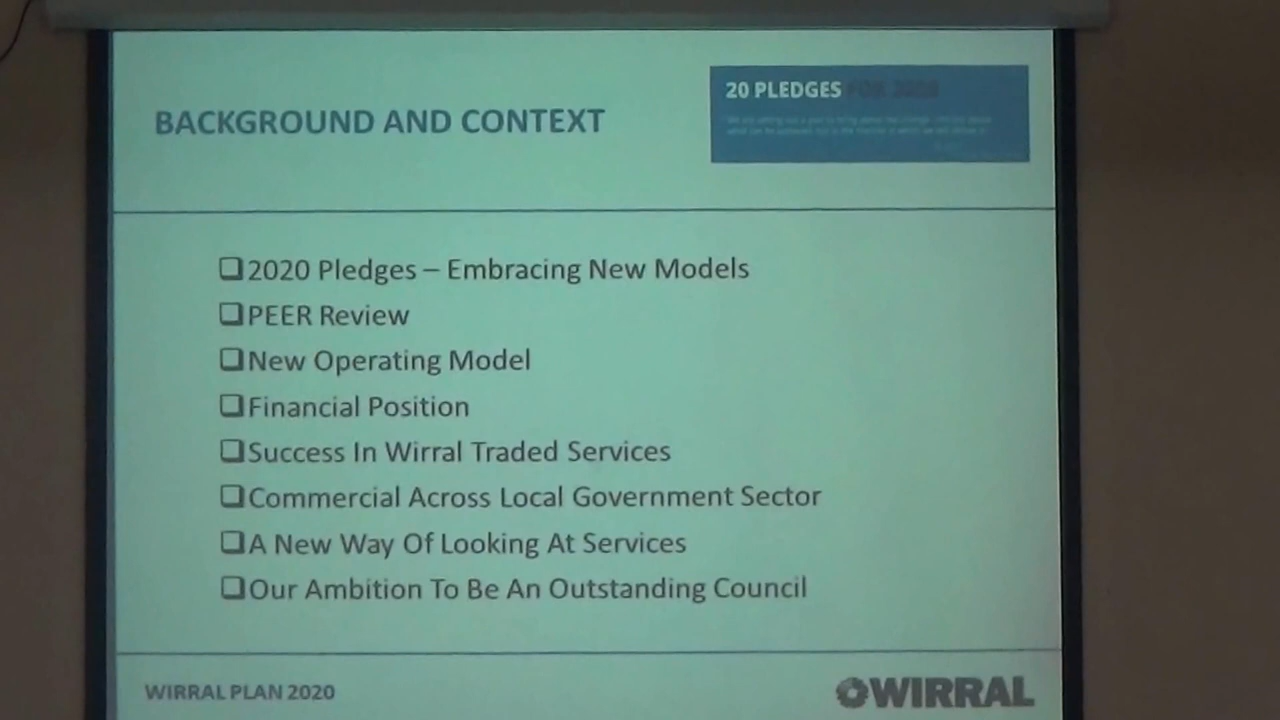 BACKGROUND AND CONTEXT
20 PLEDGES FOR 2020
2020 Pledges – Embracing New Models
PEER Review
New Operating Model
Financial Position
Success In Wirral Traded Services
Commercial Across Local Government Sector
A New Way Of Looking At Services
Our Ambition To Be An Outstanding Council
WIRRAL PLAN 2020
WIRRAL